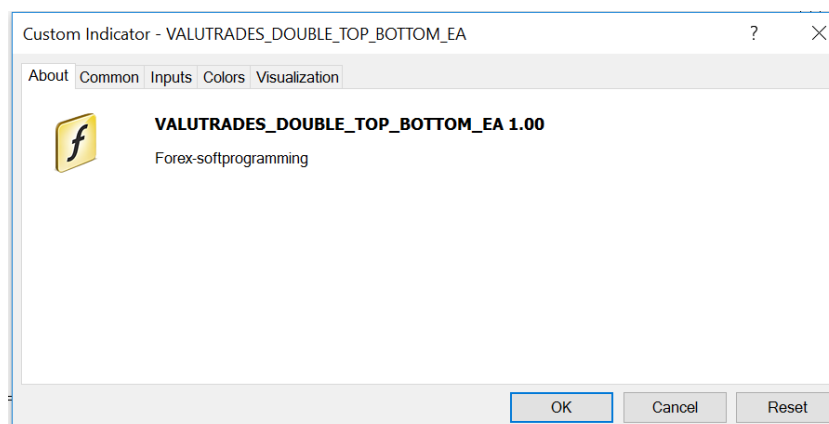 Custom Indicator - VALUTRADES_DOUBLE_TOP_BOTTOM_EA
About Common Inputs Colors Visualization
VALUTRADES_DOUBLE_TOP_BOTTOM_EA 1.00
Forex-softprogramming
OK Cancel Reset